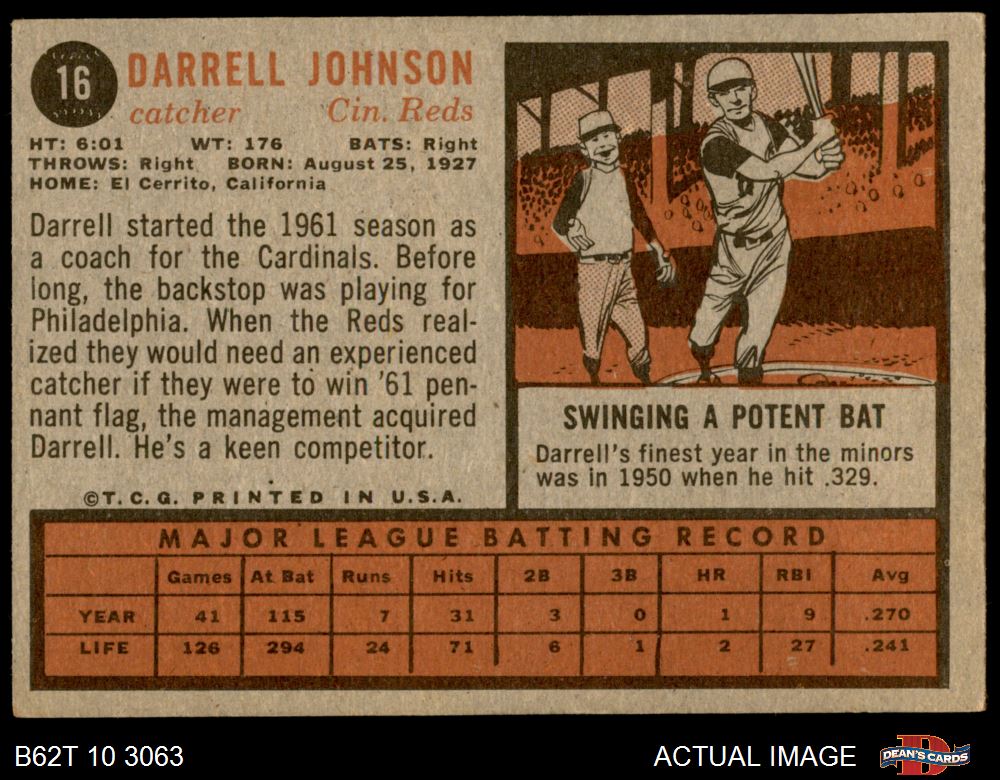 16
DARRELL JOHNSON
catcher Cin. Reds
HT: 6:01 WT: 176 BATS: Right
THROWS: Right BORN: August 25, 1927
HOME: El Cerrito, California
Darrell started the 1961 season as
a coach for the Cardinals. Before
long, the backstop was playing for
Philadelphia. When the Reds real-
ized they would need an experienced
catcher if they were to win '61 pen-
nant flag, the management acquired
Darrell. He's a keen competitor.
©T.C.G. PRINTED IN U.S.A.
SWINGING A POTENT BAT
Darrell's finest year in the minors
was in 1950 when he hit .329.
MAJOR LEAGUE BATTING RECORD
Games At Bat Runs Hits 2B 3B HR RBI Avg
YEAR 41 115 7 31 3 0 1 9 .270
LIFE 126 294 24 71 6 1 2 27 .241
B62T 10 3063 ACTUAL IMAGE DEAN'S CARDS